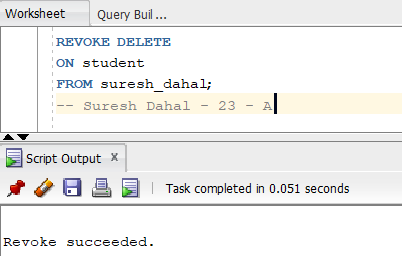 Worksheet Query Buil ...
REVOKE DELETE
ON student
FROM suresh_dahal;
-- Suresh Dahal - 23 - A
Script Output x
Task completed in 0.051 seconds
Revoke succeeded.